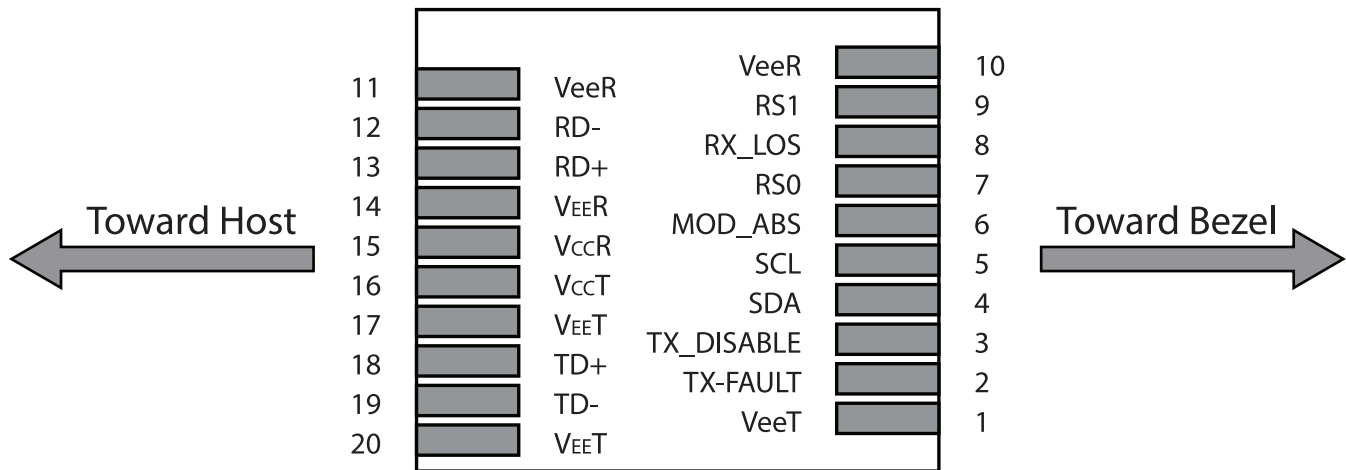 VeeR 10
11 VeeR RS1 9
12 RD- RX_LOS 8
13 RD+ RS0 7
14 VEER MOD_ABS 6
Toward Host Toward Bezel
15 VccR SCL 5
16 VccT SDA 4
17 VEET TX_DISABLE 3
18 TD+ TX-FAULT 2
19 TD- VeeT 1
20 VEET